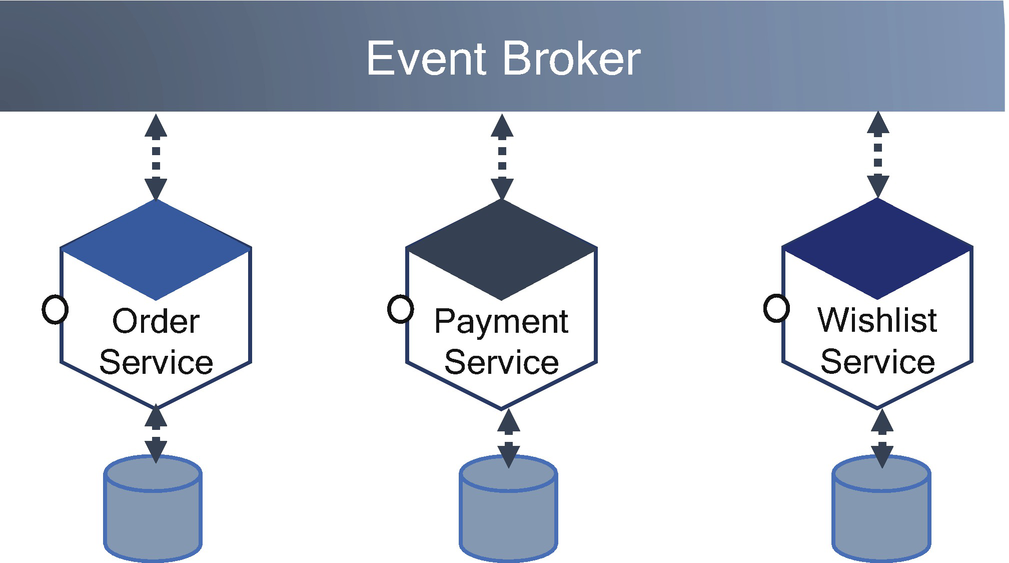 Event Broker
Order
Service
Payment
Service
Wishlist
Service